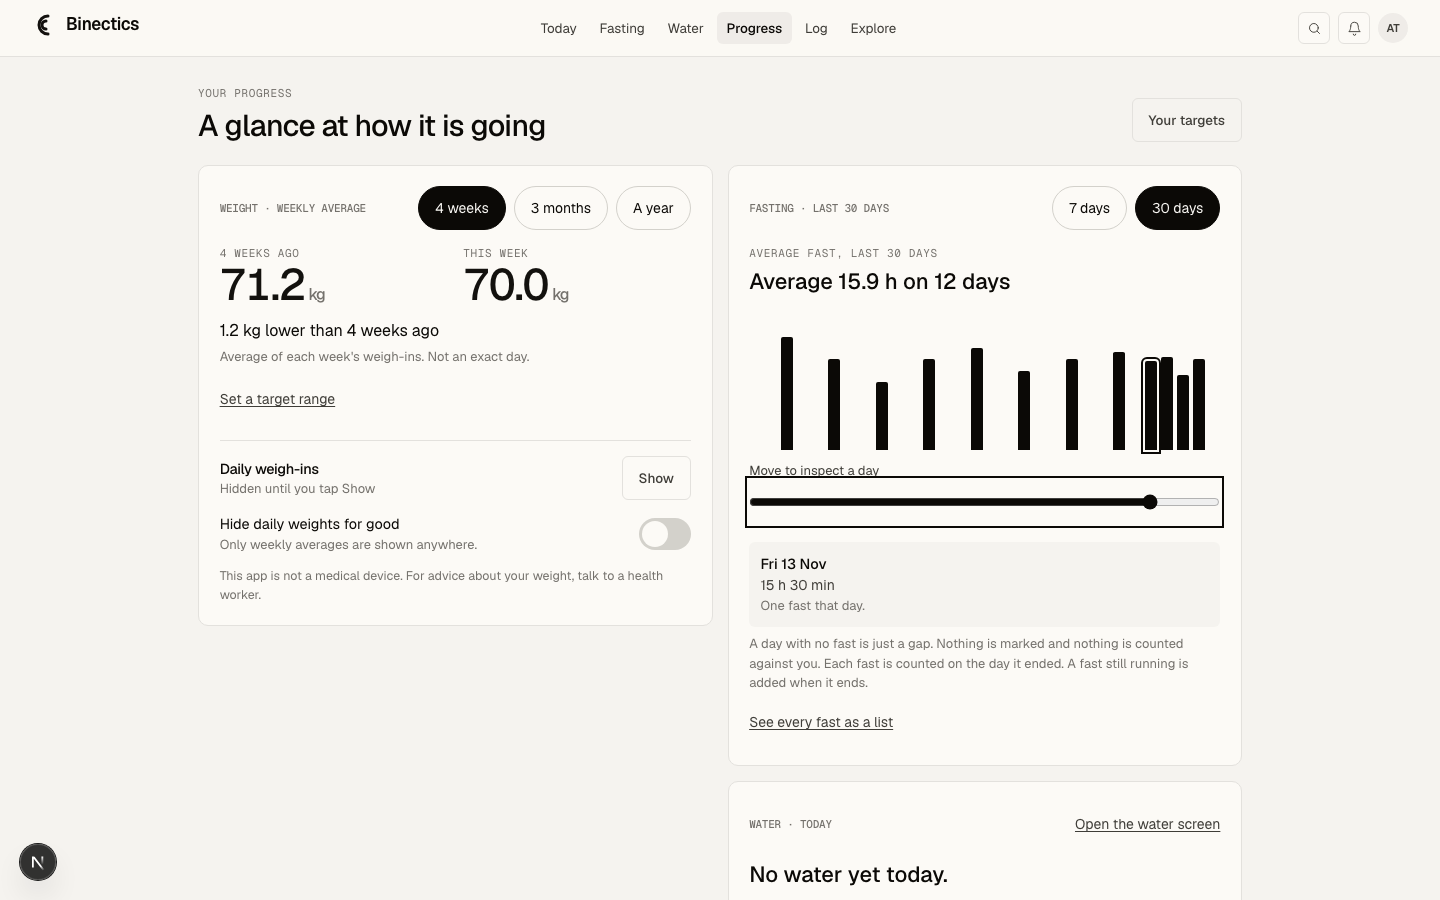 Binectics
Today
Fasting
Water
Progress
Log
Explore
AT
YOUR PROGRESS
A glance at how it is going
Your targets
WEIGHT · WEEKLY AVERAGE
4 weeks
3 months
A year
4 WEEKS AGO
71.2 kg
THIS WEEK
70.0 kg
1.2 kg lower than 4 weeks ago
Average of each week's weigh-ins. Not an exact day.
Set a target range
Daily weigh-ins
Hidden until you tap Show
Show
Hide daily weights for good
Only weekly averages are shown anywhere.
This app is not a medical device. For advice about your weight, talk to a health
worker.
FASTING · LAST 30 DAYS
7 days
30 days
AVERAGE FAST, LAST 30 DAYS
Average 15.9 h on 12 days
Move to inspect a day
Fri 13 Nov
15 h 30 min
One fast that day.
A day with no fast is just a gap. Nothing is marked and nothing is counted
against you. Each fast is counted on the day it ended. A fast still running is
added when it ends.
See every fast as a list
WATER · TODAY
Open the water screen
No water yet today.
N